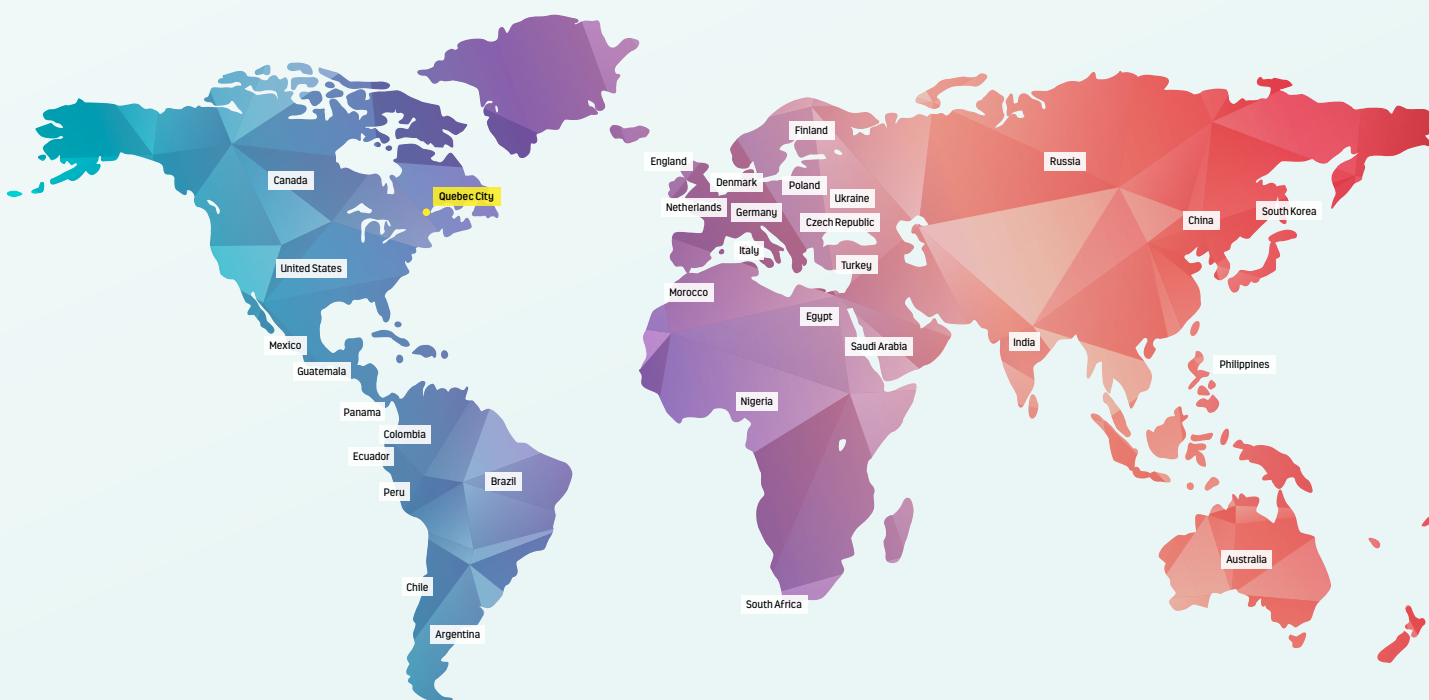 Finland
England
Russia
Canada
Denmark
Poland
Quebec City
Ukraine
Netherlands
Germany
South Korea
China
Czech Republic
Italy
United States
Turkey
Morocco
Egypt
India
Mexico
Saudi Arabia
Philippines
Guatemala
Nigeria
Panama
Colombia
Ecuador
Brazil
Peru
Australia
Chile
South Africa
Argentina